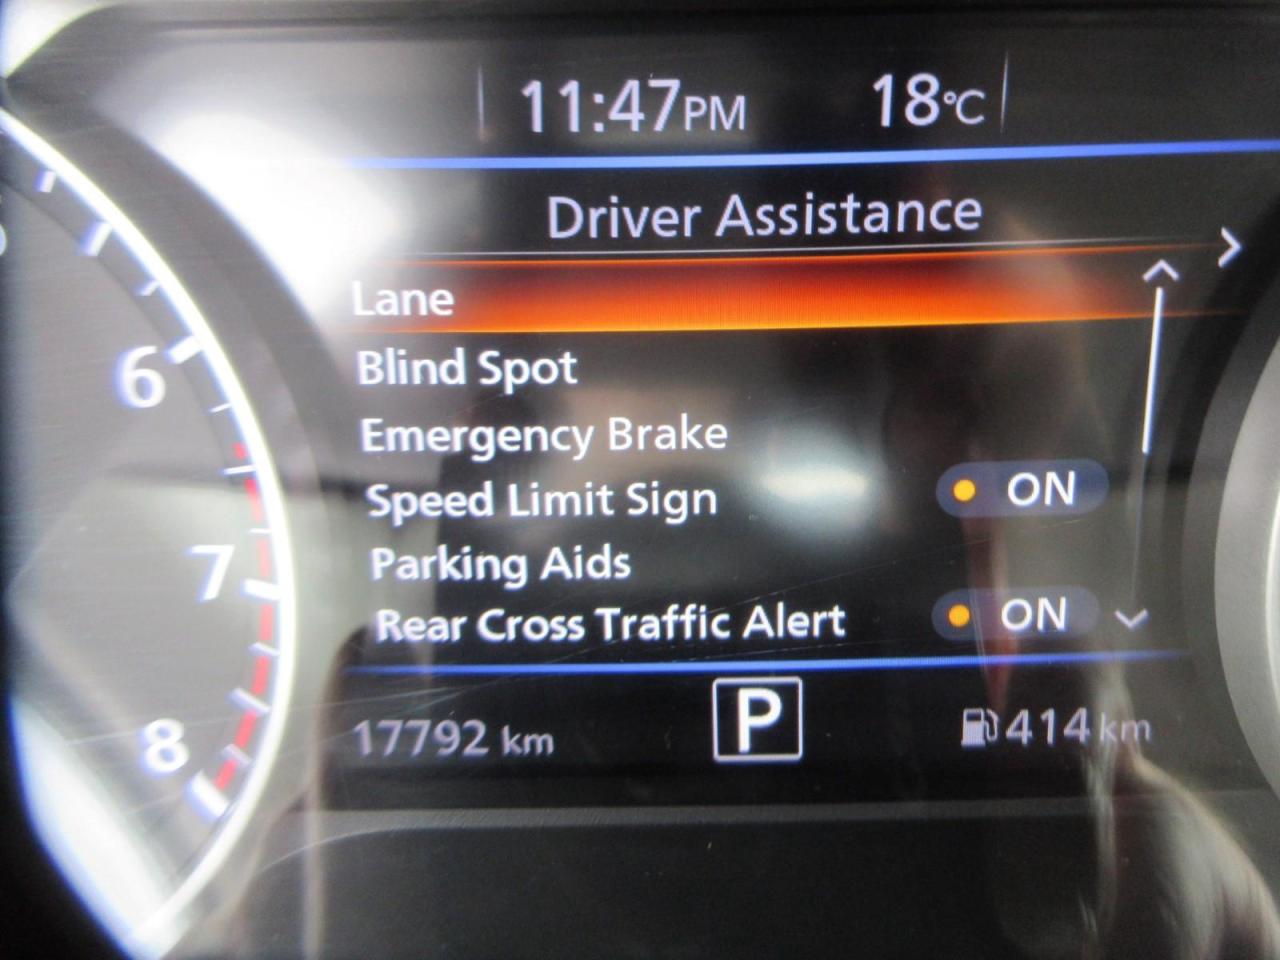 11:47PM 18°C
Driver Assistance
Lane
Blind Spot
Emergency Brake
Speed Limit Sign ON
Parking Aids
Rear Cross Traffic Alert ON
17792 km P 414 km
6
7
8